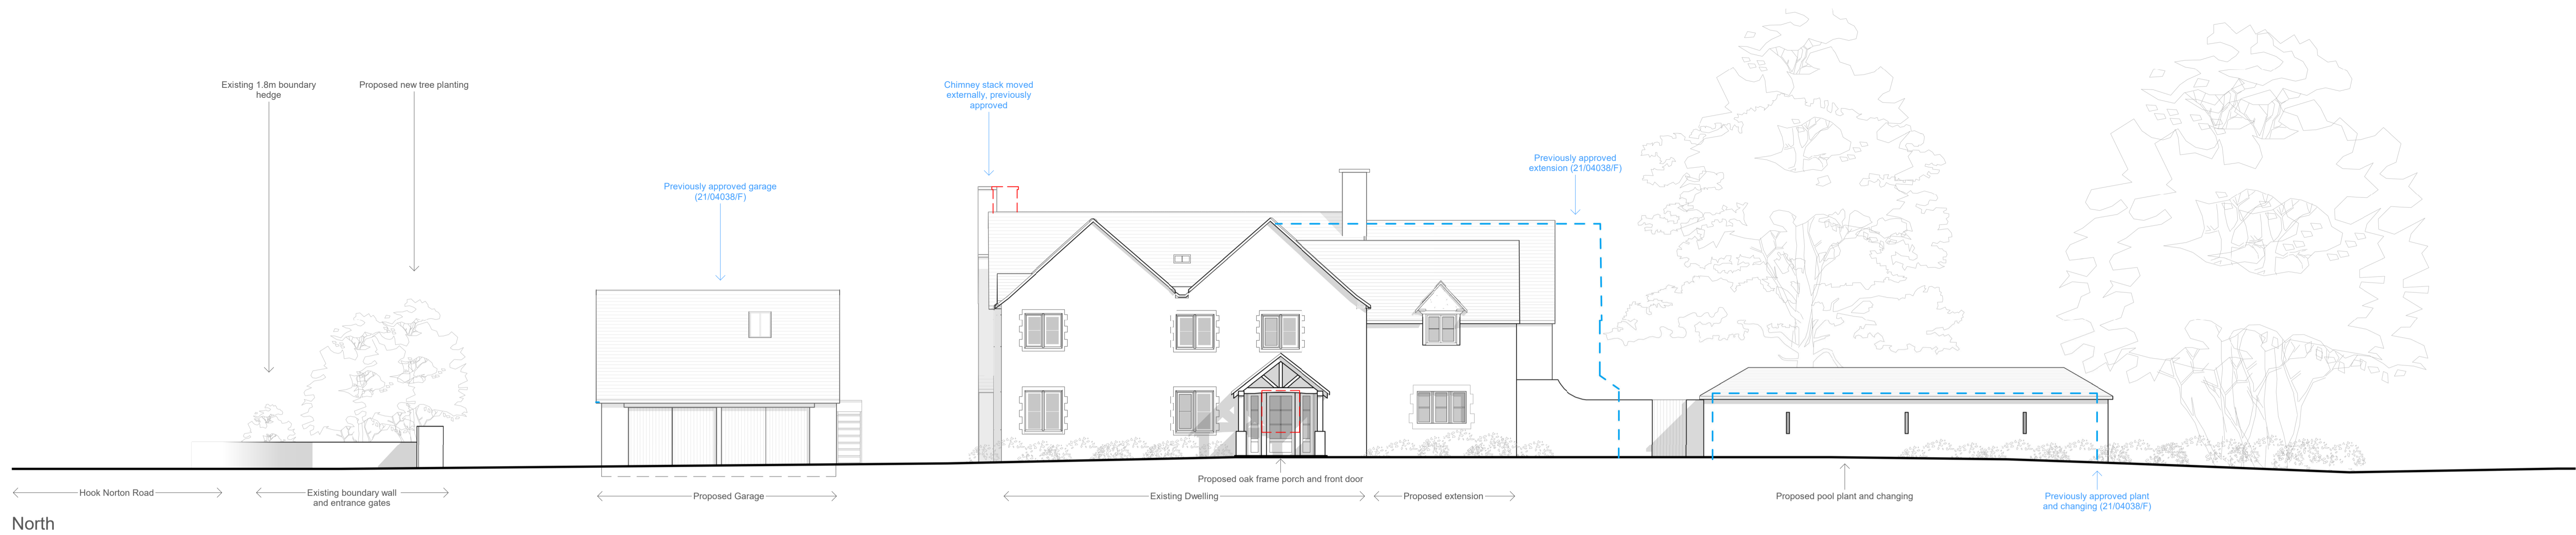 Existing 1.8m boundary
hedge
Proposed new tree planting
Chimney stack moved
externally, previously
approved
Previously approved garage
(21/04038/F)
Previously approved
extension (21/04038/F)
Hook Norton Road
Existing boundary wall
and entrance gates
Proposed Garage
Existing Dwelling
Proposed oak frame porch and front door
Proposed extension
Proposed pool plant and changing
Previously approved plant
and changing (21/04038/F)
North